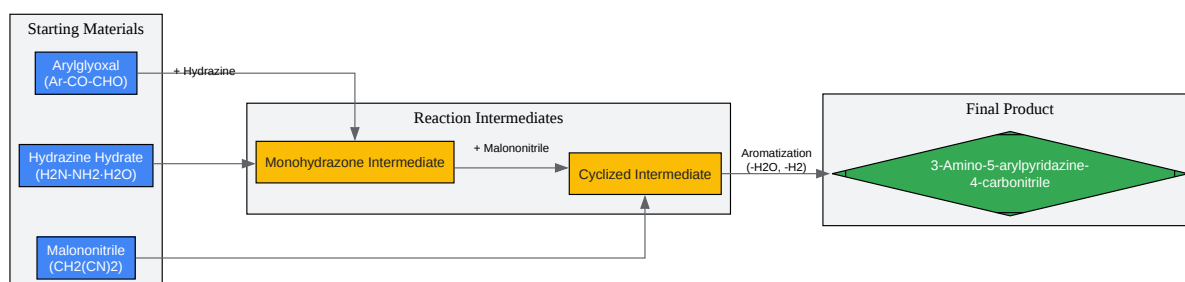 Starting Materials
Arylglyoxal
(Ar-CO-CHO)
+ Hydrazine
Hydrazine Hydrate
(H2N-NH2·H2O)
Malononitrile
(CH2(CN)2)
Reaction Intermediates
Monohydrazone Intermediate
+ Malononitrile
Cyclized Intermediate
Aromatization
(-H2O, -H2)
Final Product
3-Amino-5-arylpyridazine-
4-carbonitrile